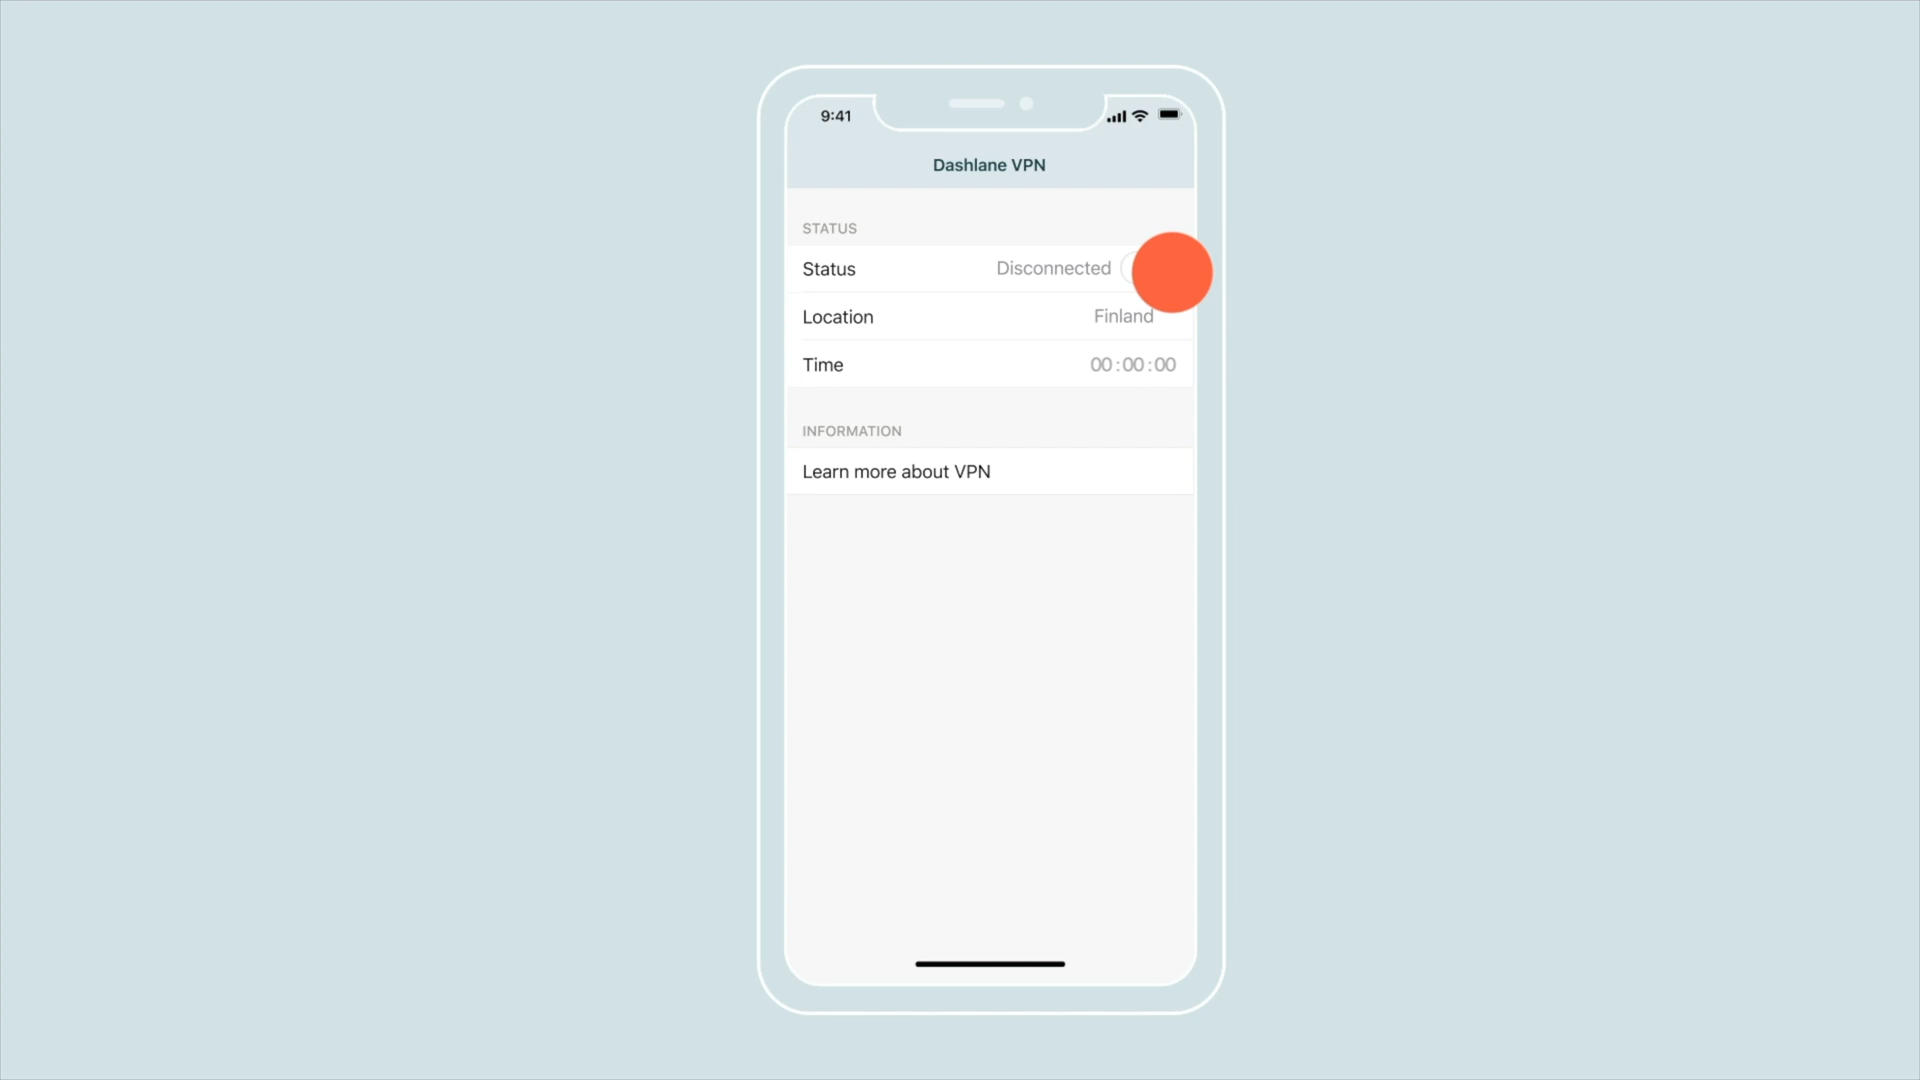 9:41
Dashlane VPN
STATUS
Status Disconnected
Location Finland
Time 00:00:00
INFORMATION
Learn more about VPN